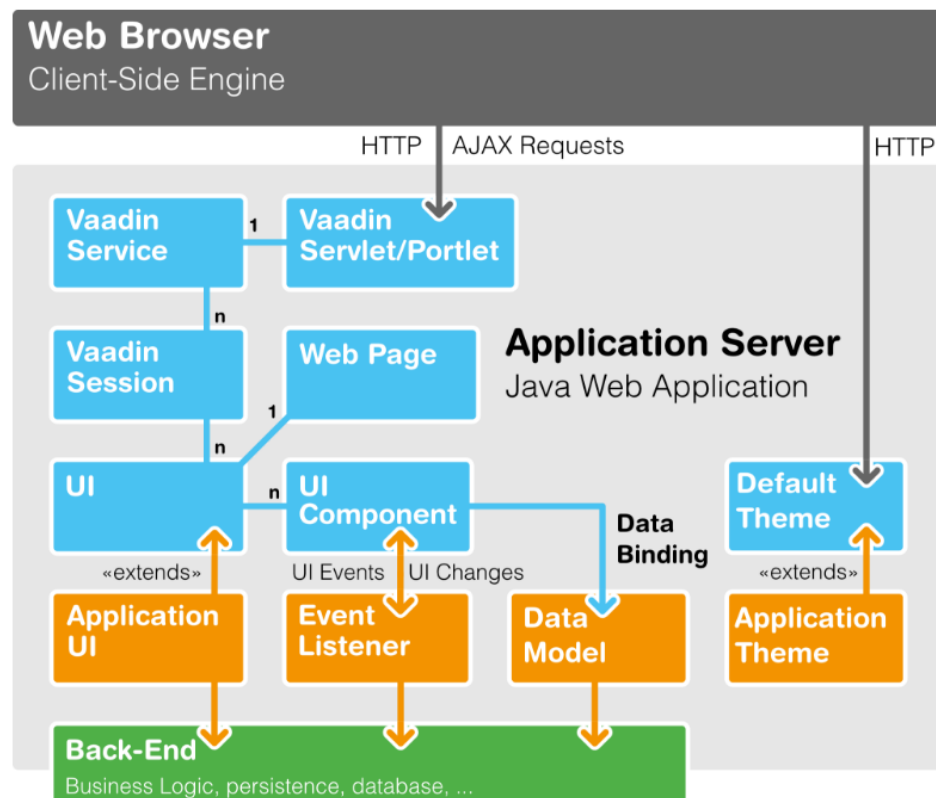 Web Browser
Client-Side Engine
HTTP
AJAX Requests
HTTP
Vaadin
Service
1
Vaadin
Servlet/Portlet
n
Vaadin
Session
Web Page
Application Server
Java Web Application
1
n
UI
n
UI
Component
Data
Binding
Default
Theme
«extends»
UI Events
UI Changes
«extends»
Application
UI
Event
Listener
Data
Model
Application
Theme
Back-End
Business Logic, persistence, database, ...